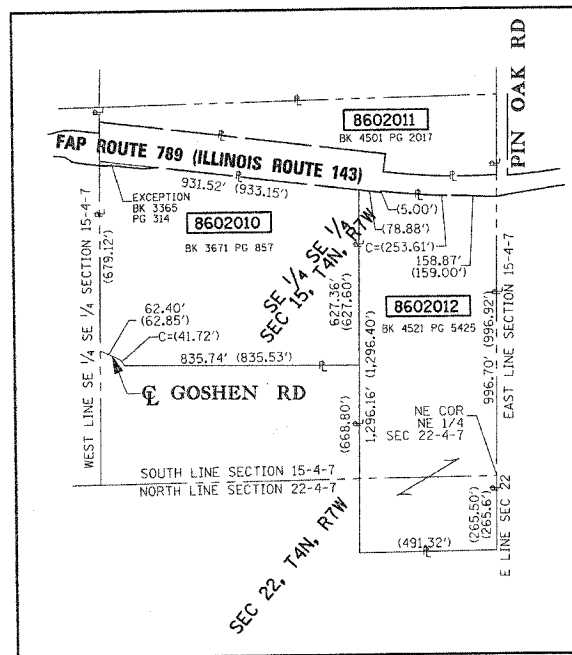 PIN OAK RD
8602011
BK 4501 PG 2017
FAP ROUTE 789 (ILLINOIS ROUTE 143)
931.52' (933.15')
EXCEPTION
BK 3365
PG 314
8602010
BK 3671 PG 857
(5.00')
(78.88')
C=(253.61')
158.87'
(159.00')
SE 1/4 SE 1/4
SEC 15, T4N, R7W
WEST LINE SE 1/4 SE 1/4 SECTION 15-4-7
(679.12')
627.36'
(627.60')
8602012
BK 4521 PG 5425
996.70' (996.92')
EAST LINE SECTION 15-4-7
62.40'
(62.85')
C=(41.72')
835.74' (835.53')
℄ GOSHEN RD
(668.80')
1,296.16' (1,296.40')
NE COR
NE 1/4
SEC 22-4-7
SOUTH LINE SECTION 15-4-7
NORTH LINE SECTION 22-4-7
(265.50')
(265.6')
E LINE SEC 22
SEC 22, T4N, R7W
(491.32')